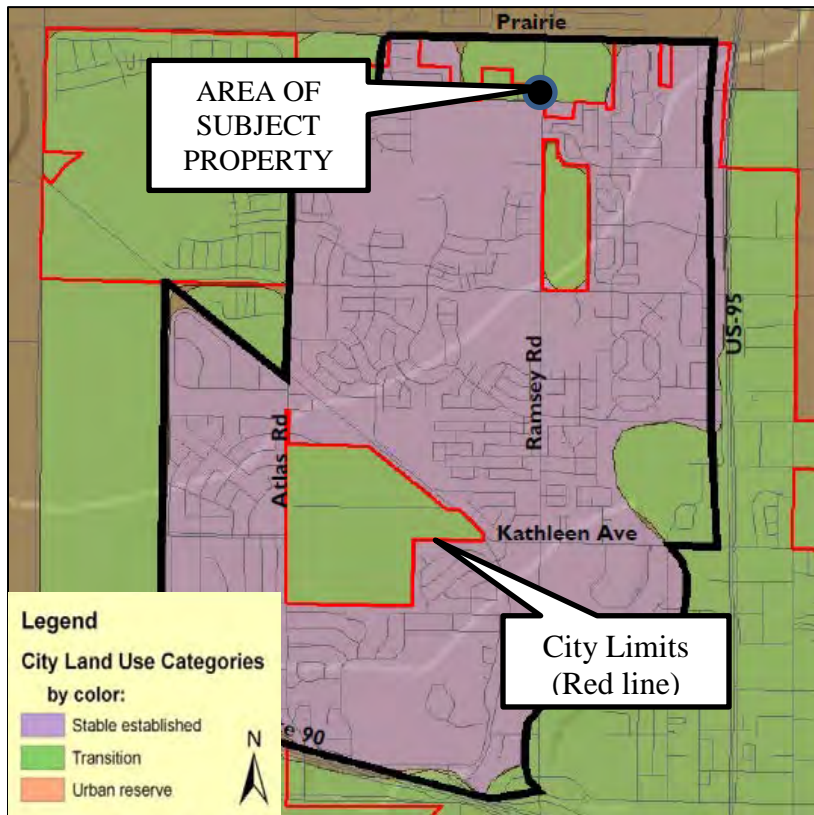 Prairie
AREA OF
SUBJECT
PROPERTY
US-95
Ramsey Rd
Atlas Rd
Kathleen Ave
City Limits
(Red line)
Legend
City Land Use Categories
by color:
Stable established
Transition
Urban reserve
N
90